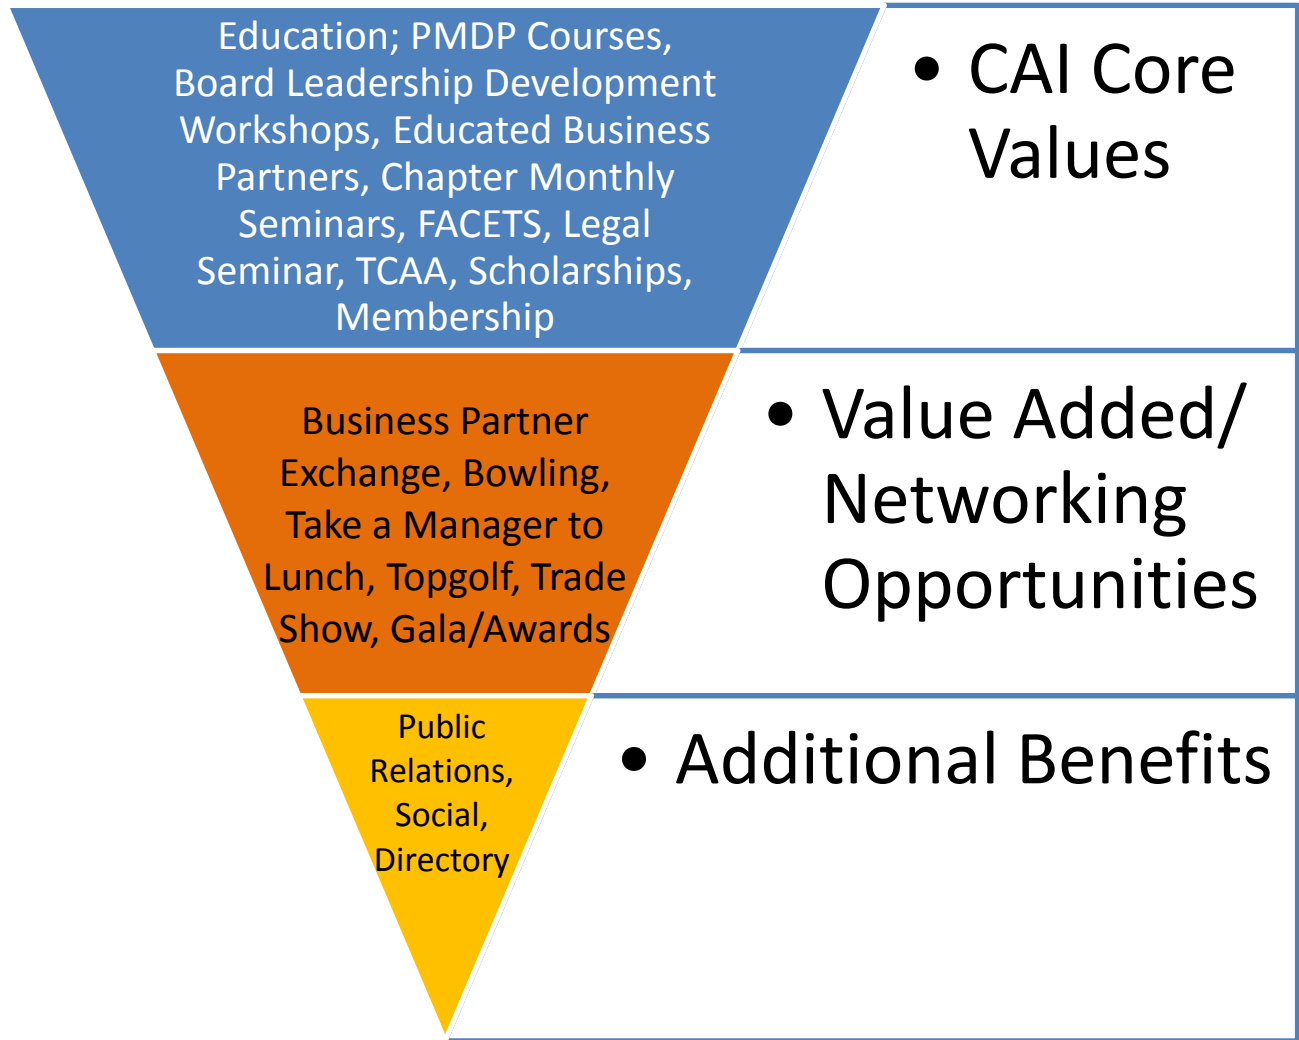 Education; PMDP Courses,
Board Leadership Development
Workshops, Educated Business
Partners, Chapter Monthly
Seminars, FACETS, Legal
Seminar, TCAA, Scholarships,
Membership
• CAI Core
Values
Business Partner
Exchange, Bowling,
Take a Manager to
Lunch, Topgolf, Trade
Show, Gala/Awards
• Value Added/
Networking
Opportunities
Public
Relations,
Social,
Directory
• Additional Benefits